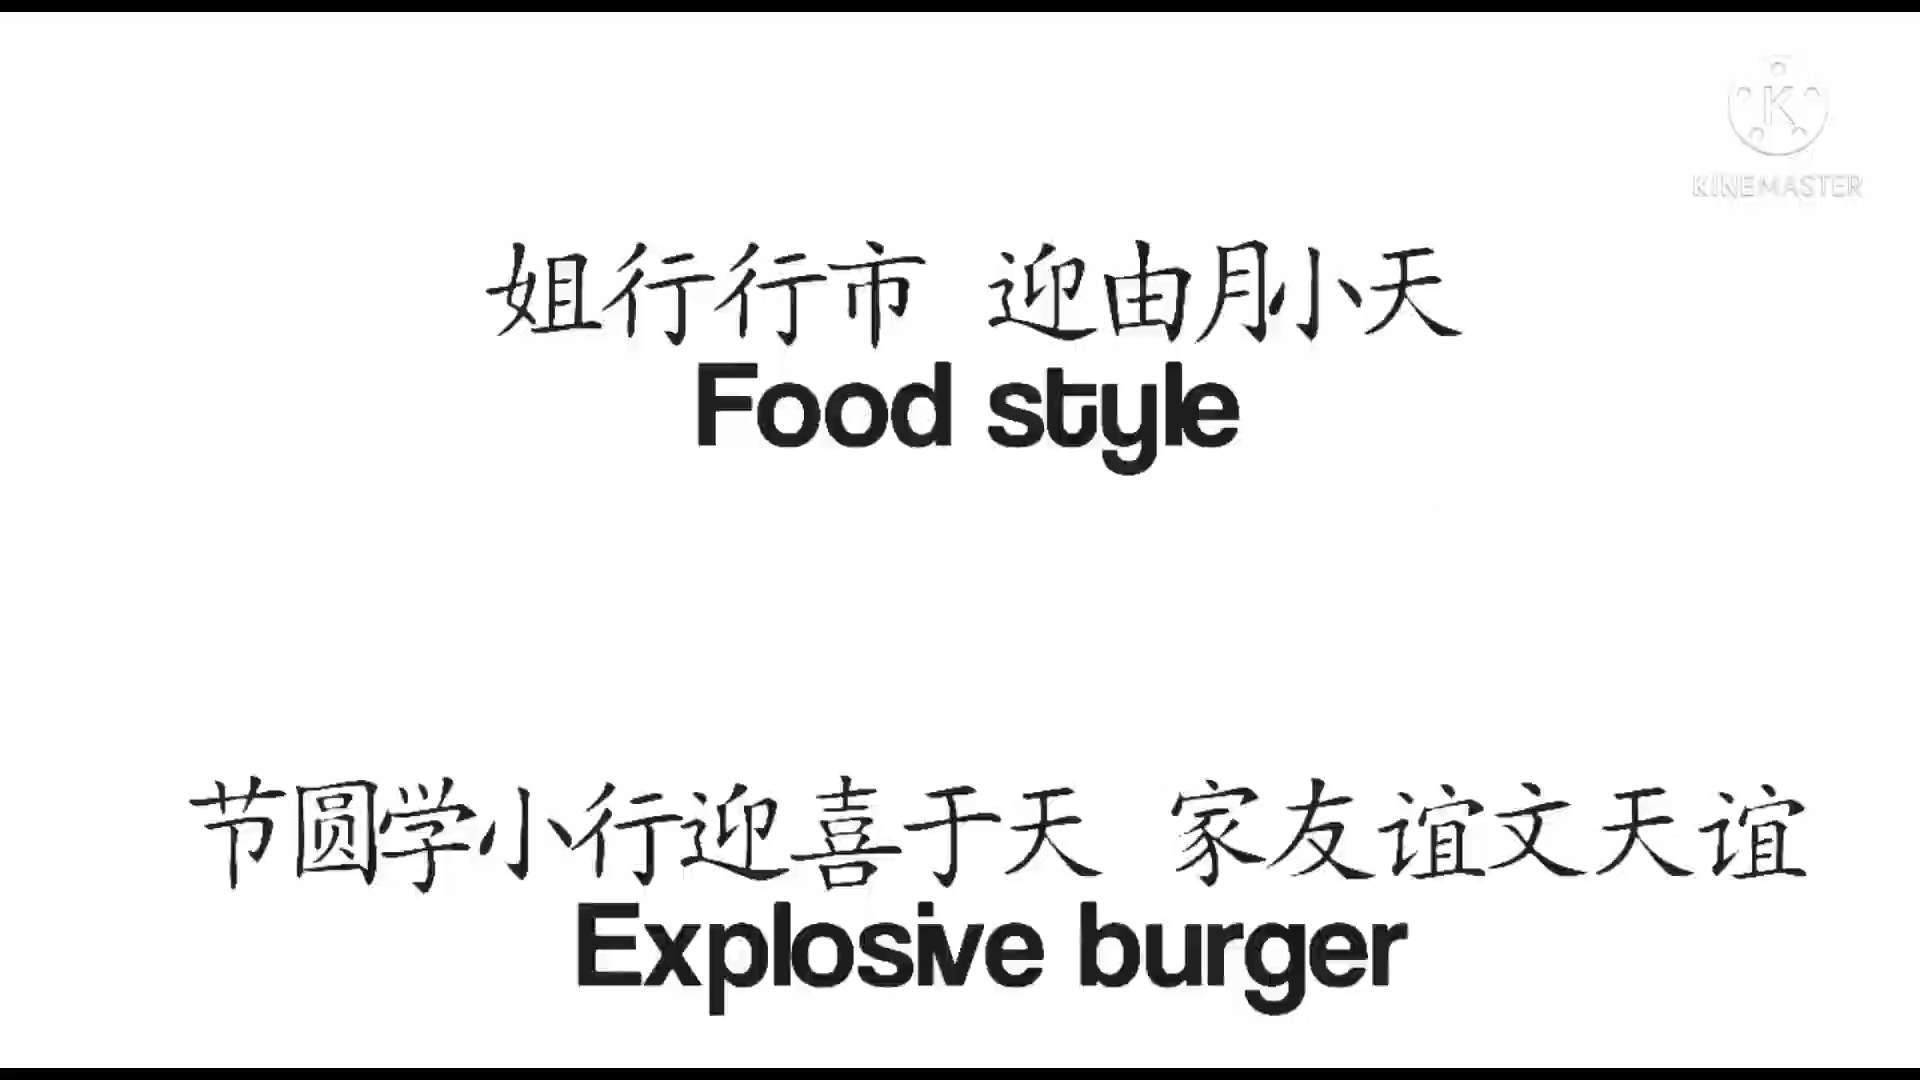 KINEMASTER
姐行行市 迎由月小天
Food style
节圆学小行迎喜于天 家友谊文天谊
Explosive burger